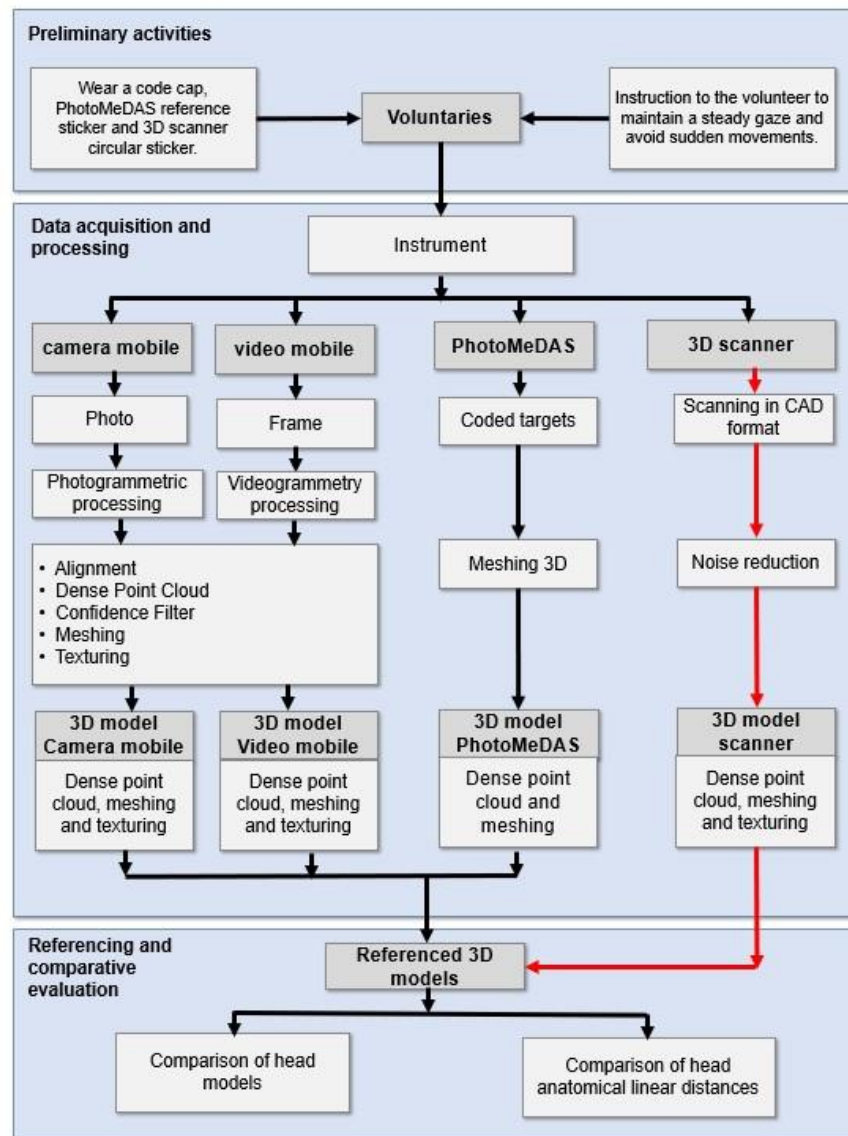 Preliminary activities
Wear a code cap,
PhotoMeDAS reference
sticker and 3D scanner
circular sticker.
Voluntaries
Instruction to the volunteer to
maintain a steady gaze and
avoid sudden movements.
Data acquisition and
processing
Instrument
camera mobile
video mobile
PhotoMeDAS
3D scanner
Photo
Frame
Coded targets
Scanning in CAD
format
Photogrammetric
processing
Videogrammetry
processing
• Alignment
• Dense Point Cloud
• Confidence Filter
• Meshing
• Texturing
Meshing 3D
Noise reduction
3D model
Camera mobile
Dense point
cloud, meshing
and texturing
3D model
Video mobile
Dense point
cloud, meshing
and texturing
3D model
PhotoMeDAS
Dense point
cloud and
meshing
3D model
scanner
Dense point
cloud, meshing
and texturing
Referencing and
comparative
evaluation
Referenced 3D
models
Comparison of head
models
Comparison of head
anatomical linear distances